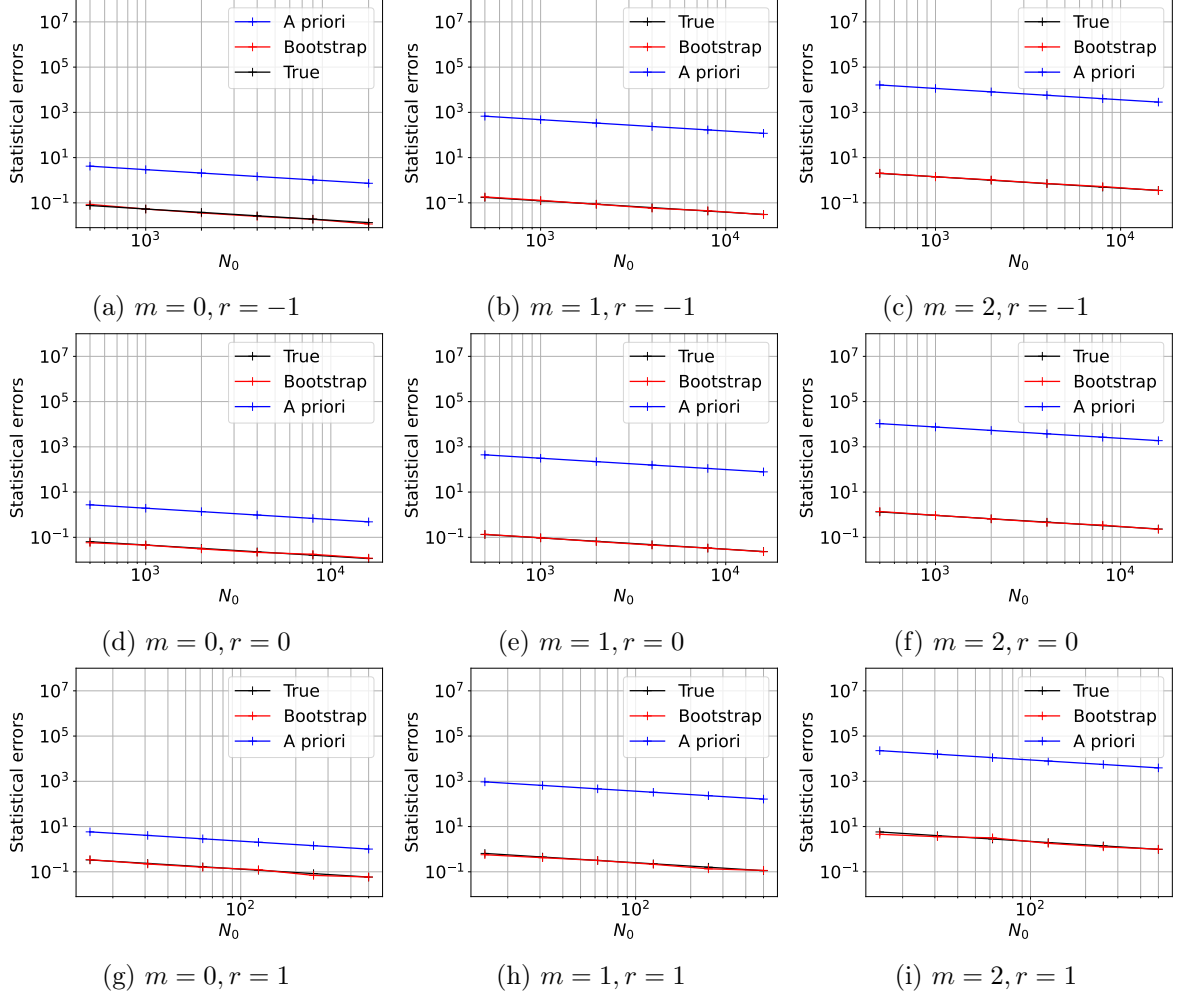 10^7
10^5
10^3
10^1
10^−1
Statistical errors
A priori
Bootstrap
True
10^3
N_0
(a) m = 0, r = −1
10^7
10^5
10^3
10^1
10^−1
Statistical errors
True
Bootstrap
A priori
10^3
10^4
N_0
(b) m = 1, r = −1
10^7
10^5
10^3
10^1
10^−1
Statistical errors
True
Bootstrap
A priori
10^3
10^4
N_0
(c) m = 2, r = −1
10^7
10^5
10^3
10^1
10^−1
Statistical errors
True
Bootstrap
A priori
10^3
10^4
N_0
(d) m = 0, r = 0
10^7
10^5
10^3
10^1
10^−1
Statistical errors
True
Bootstrap
A priori
10^3
10^4
N_0
(e) m = 1, r = 0
10^7
10^5
10^3
10^1
10^−1
Statistical errors
True
Bootstrap
A priori
10^3
10^4
N_0
(f) m = 2, r = 0
10^7
10^5
10^3
10^1
10^−1
Statistical errors
True
Bootstrap
A priori
10^2
N_0
(g) m = 0, r = 1
10^7
10^5
10^3
10^1
10^−1
Statistical errors
True
Bootstrap
A priori
10^2
N_0
(h) m = 1, r = 1
10^7
10^5
10^3
10^1
10^−1
Statistical errors
True
Bootstrap
A priori
10^2
N_0
(i) m = 2, r = 1